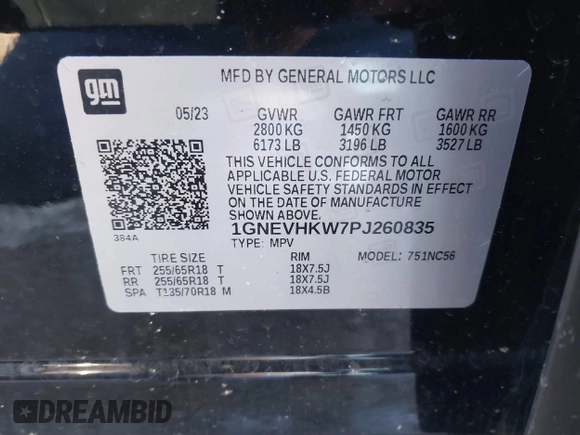 gm
MFD BY GENERAL MOTORS LLC
05/23 GVWR GAWR FRT GAWR RR
2800 KG 1450 KG 1600 KG
6173 LB 3196 LB 3527 LB
THIS VEHICLE CONFORMS TO ALL
APPLICABLE U.S. FEDERAL MOTOR
VEHICLE SAFETY STANDARDS IN EFFECT
ON THE DATE OF MANUFACTURE
SHOWN ABOVE.
384A
1GNEVHKW7PJ260835
TYPE: MPV
TIRE SIZE RIM MODEL: 751NC56
FRT 255/65R18 T 18X7.5J
RR 255/65R18 T 18X7.5J
SPA T135/70R18 M 18X4.5B
DREAMBID